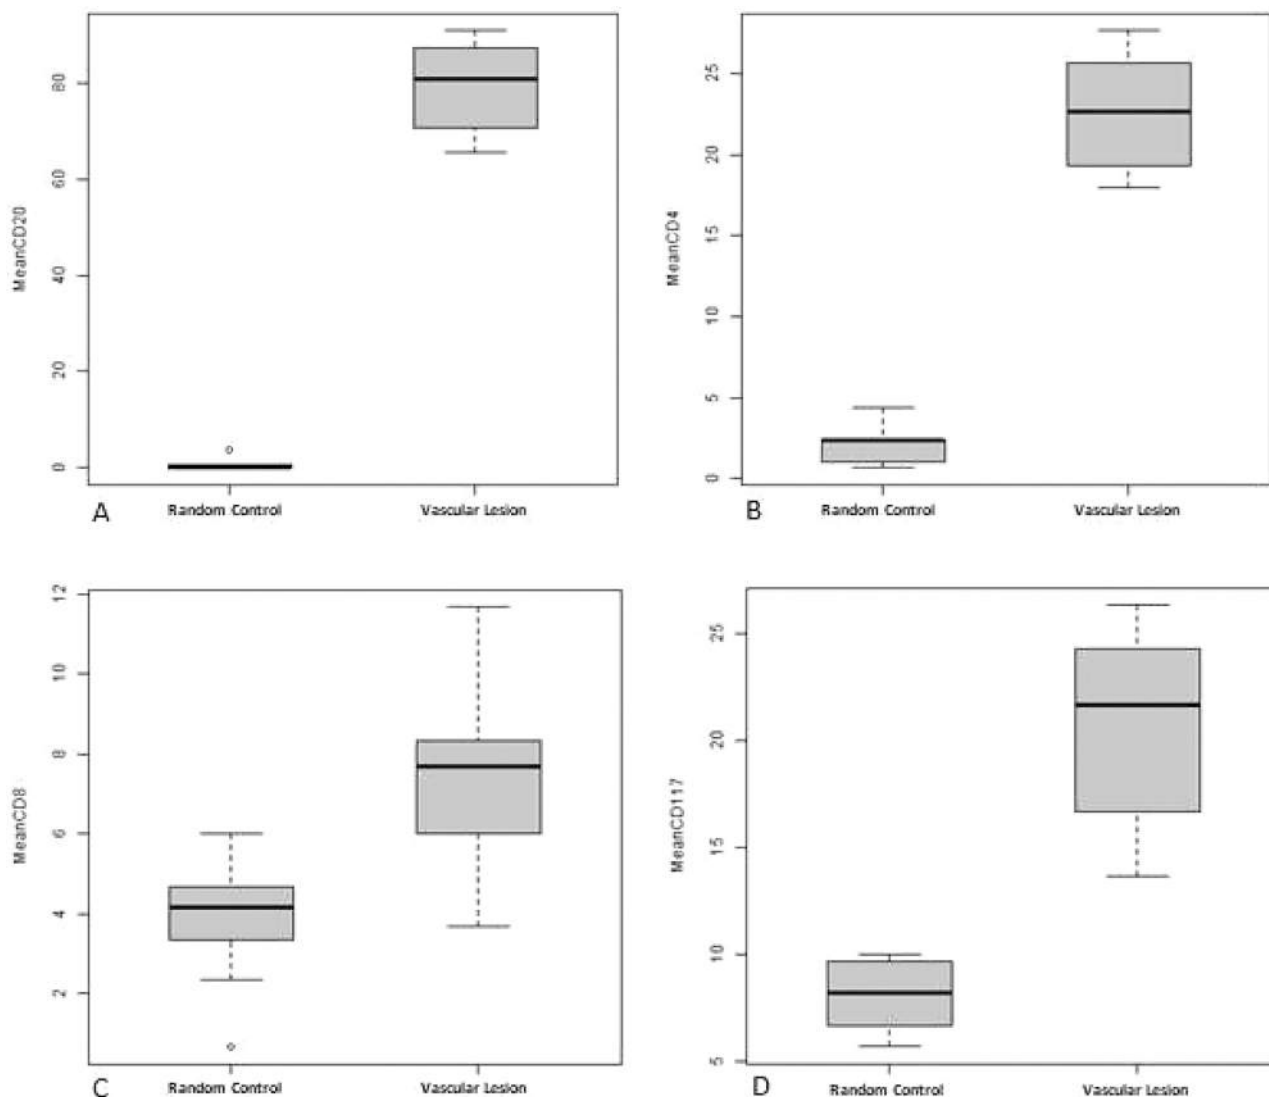 MeanCD20
80
60
40
20
0
A
Random Control
Vascular Lesion
MeanCD4
25
20
15
10
5
0
B
Random Control
Vascular Lesion
MeanCD8
12
10
8
6
4
2
C
Random Control
Vascular Lesion
MeanCD117
25
20
15
10
5
D
Random Control
Vascular Lesion